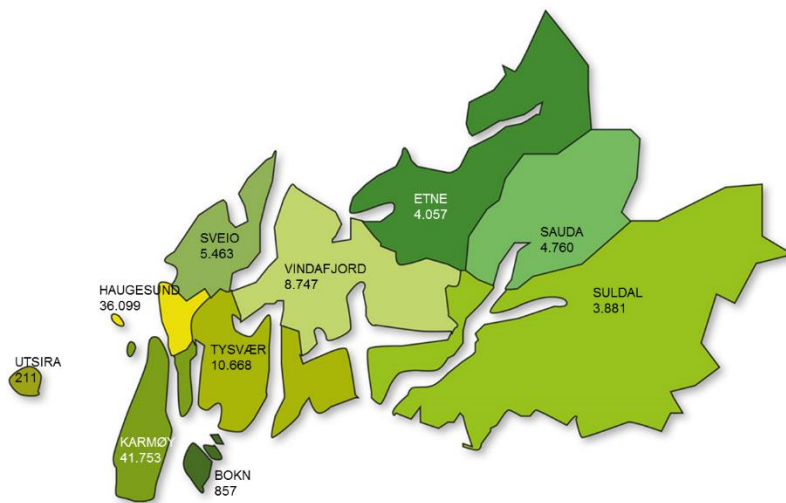 ETNE
4.057
SAUDA
4.760
SVEIO
5.463
VINDAFJORD
8.747
SULDAL
3.881
HAUGESUND
36.099
TYSVÆR
10.668
UTSIRA
211
KARMØY
41.753
BOKN
857